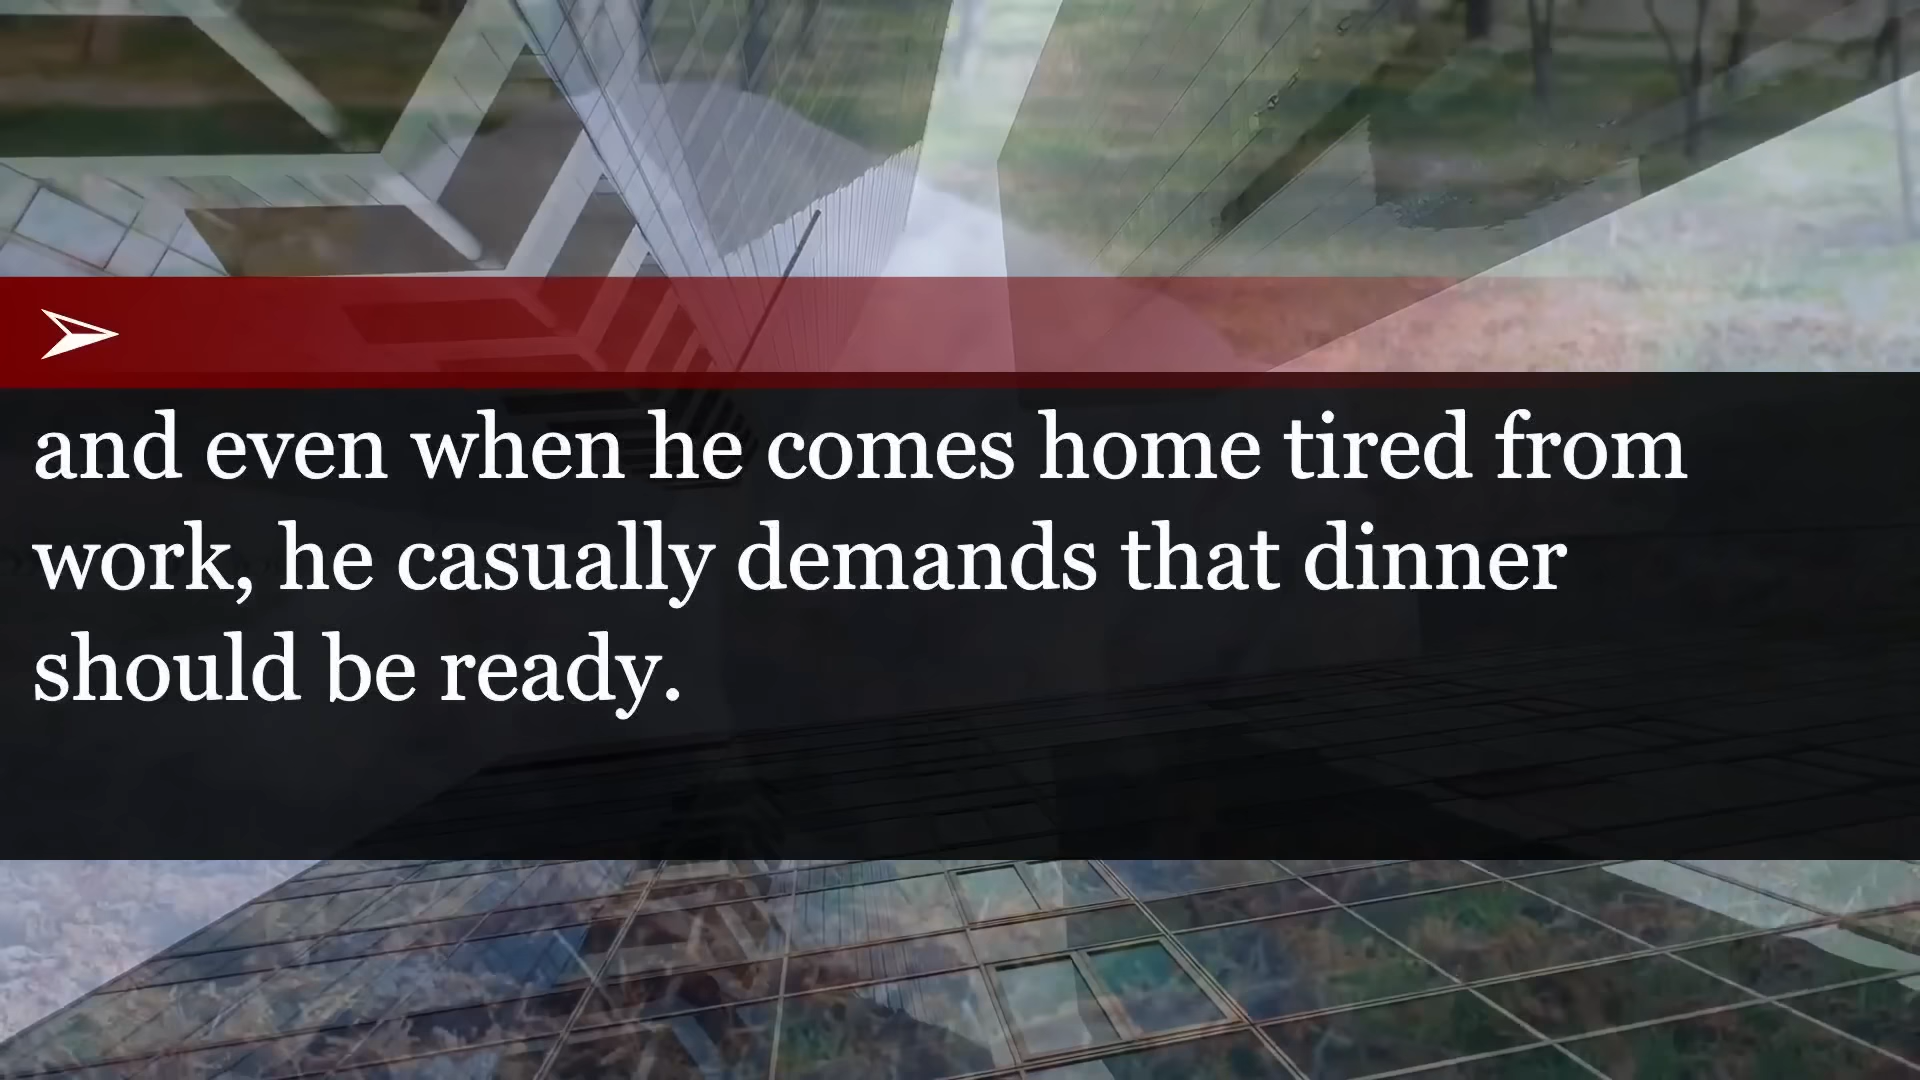 and even when he comes home tired from
work, he casually demands that dinner
should be ready.